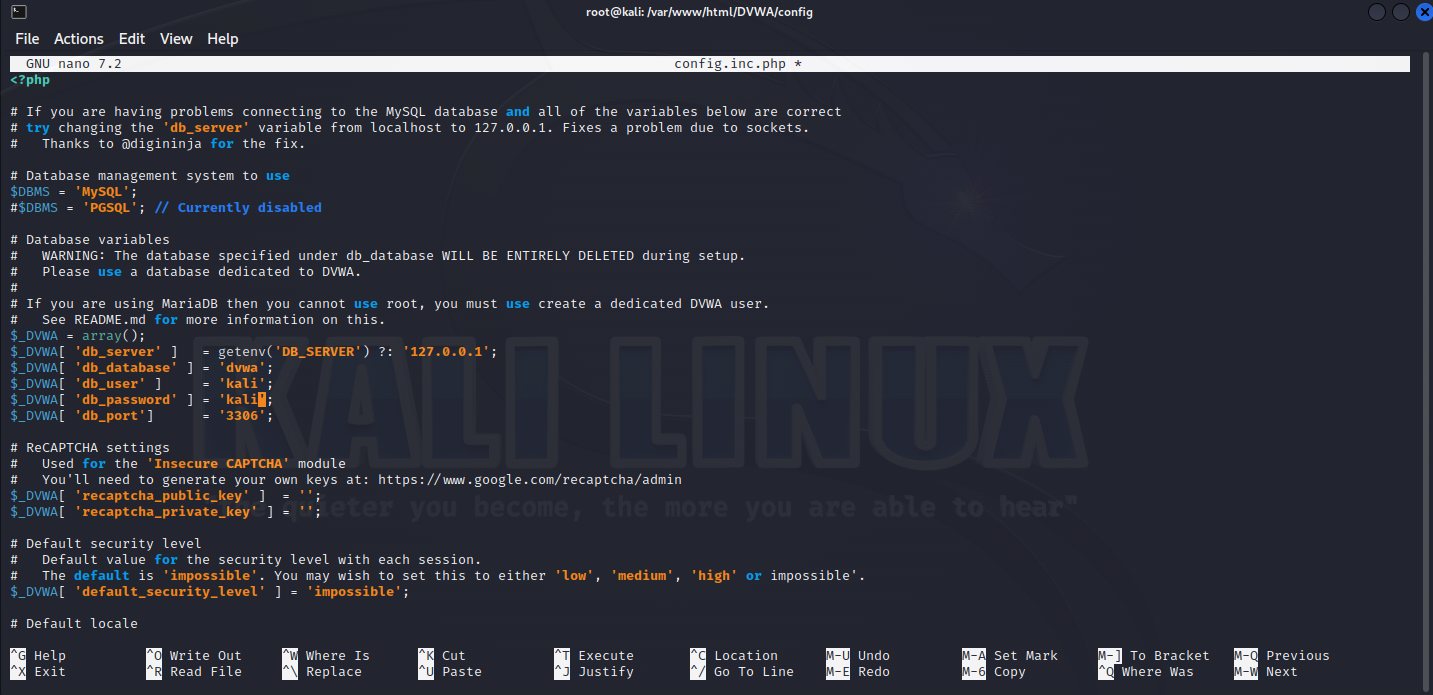 root@kali: /var/www/html/DVWA/config
File Actions Edit View Help
GNU nano 7.2 config.inc.php *
<?php
# If you are having problems connecting to the MySQL database and all of the variables below are correct
# try changing the 'db_server' variable from localhost to 127.0.0.1. Fixes a problem due to sockets.
#   Thanks to @digininja for the fix.
# Database management system to use
$DBMS = 'MySQL';
#$DBMS = 'PGSQL'; // Currently disabled
# Database variables
#   WARNING: The database specified under db_database WILL BE ENTIRELY DELETED during setup.
#   Please use a database dedicated to DVWA.
#
# If you are using MariaDB then you cannot use root, you must use create a dedicated DVWA user.
#   See README.md for more information on this.
$_DVWA = array();
$_DVWA[ 'db_server' ]   = getenv('DB_SERVER') ?: '127.0.0.1';
$_DVWA[ 'db_database' ] = 'dvwa';
$_DVWA[ 'db_user' ]     = 'kali';
$_DVWA[ 'db_password' ] = 'kali';
$_DVWA[ 'db_port']      = '3306';
# ReCAPTCHA settings
#   Used for the 'Insecure CAPTCHA' module
#   You'll need to generate your own keys at: https://www.google.com/recaptcha/admin
$_DVWA[ 'recaptcha_public_key' ]  = '';
$_DVWA[ 'recaptcha_private_key' ] = '';
# Default security level
#   Default value for the security level with each session.
#   The default is 'impossible'. You may wish to set this to either 'low', 'medium', 'high' or impossible'.
$_DVWA[ 'default_security_level' ] = 'impossible';
# Default locale
^G Help ^O Write Out ^W Where Is ^K Cut ^T Execute ^C Location M-U Undo M-A Set Mark M-] To Bracket M-Q Previous
^X Exit ^R Read File ^\ Replace ^U Paste ^J Justify ^/ Go To Line M-E Redo M-6 Copy ^Q Where Was M-W Next
KALI LINUX
quieter you become, the more you are able to hear"